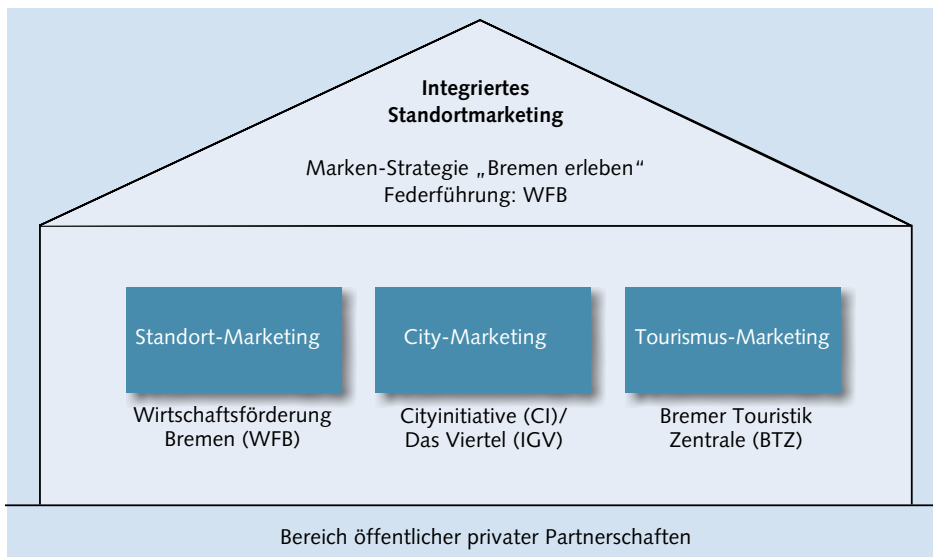 Integriertes
Standortmarketing
Marken-Strategie „Bremen erleben“
Federführung: WFB
Standort-Marketing
City-Marketing
Tourismus-Marketing
Wirtschaftsförderung
Bremen (WFB)
Cityinitiative (CI)/
Das Viertel (IGV)
Bremer Touristik
Zentrale (BTZ)
Bereich öffentlicher privater Partnerschaften